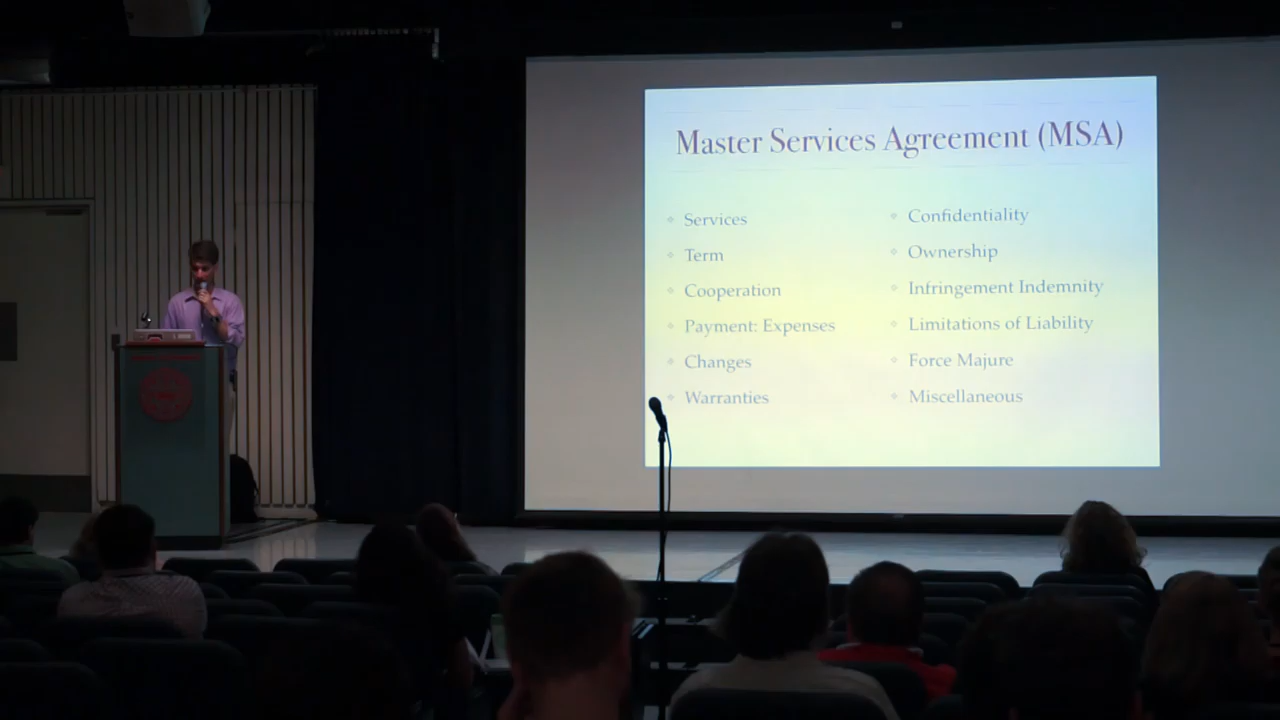 Master Services Agreement (MSA)
Services
Term
Cooperation
Payment: Expenses
Changes
Warranties
Confidentiality
Ownership
Infringement Indemnity
Limitations of Liability
Force Majure
Miscellaneous